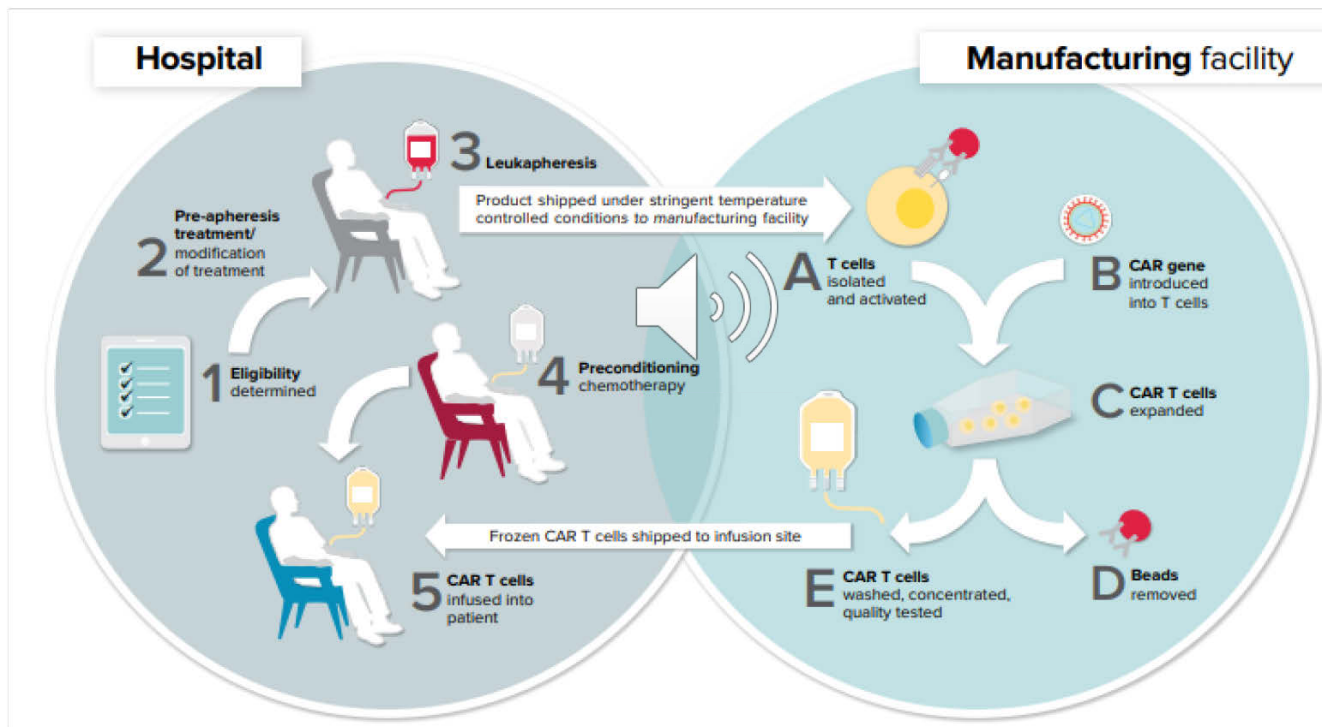 Hospital
Manufacturing facility
3 Leukapheresis
Product shipped under stringent temperature
controlled conditions to manufacturing facility
2 Pre-apheresis
treatment/
modification
of treatment
1 Eligibility
determined
4 Preconditioning
chemotherapy
Frozen CAR T cells shipped to infusion site
5 CAR T cells
infused into
patient
A T cells
isolated
and activated
B CAR gene
introduced
into T cells
C CAR T cells
expanded
D Beads
removed
E CAR T cells
washed, concentrated,
quality tested